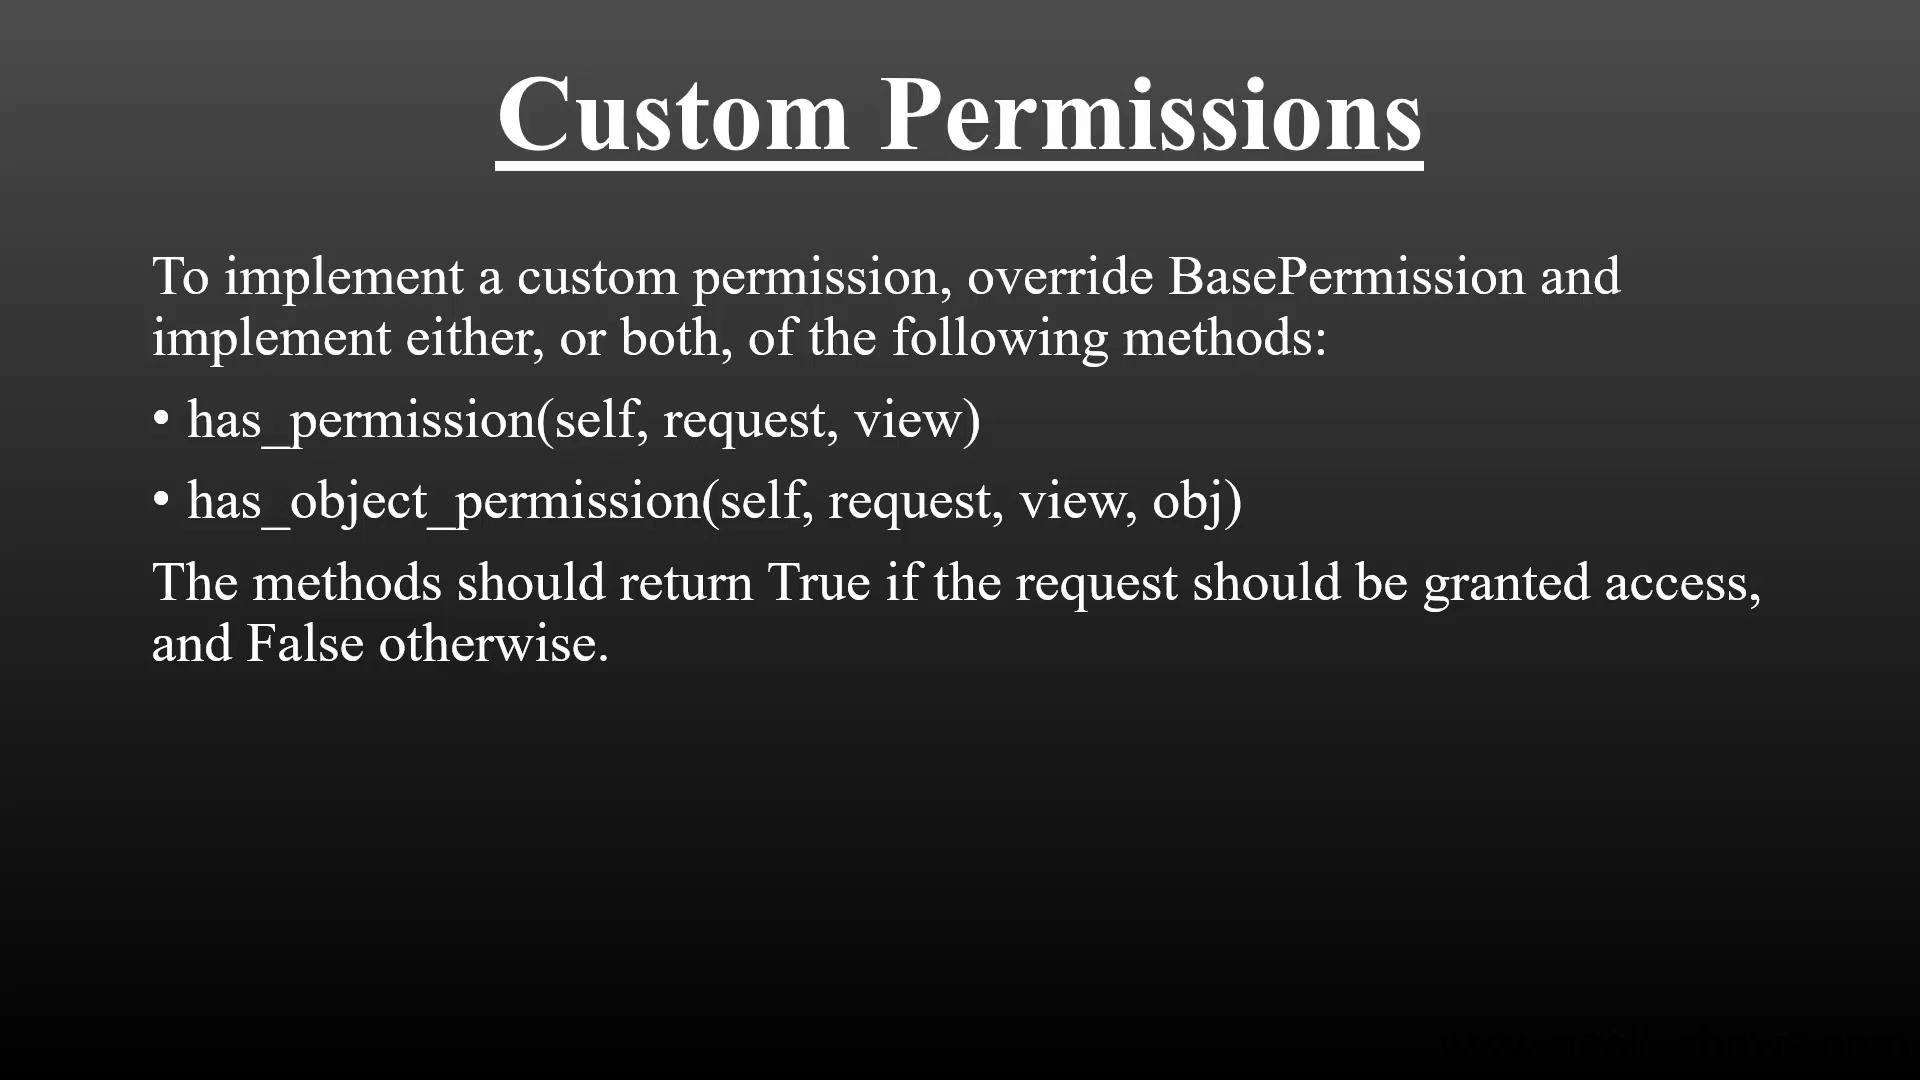 Custom Permissions
To implement a custom permission, override BasePermission and
implement either, or both, of the following methods:
• has_permission(self, request, view)
• has_object_permission(self, request, view, obj)
The methods should return True if the request should be granted access,
and False otherwise.